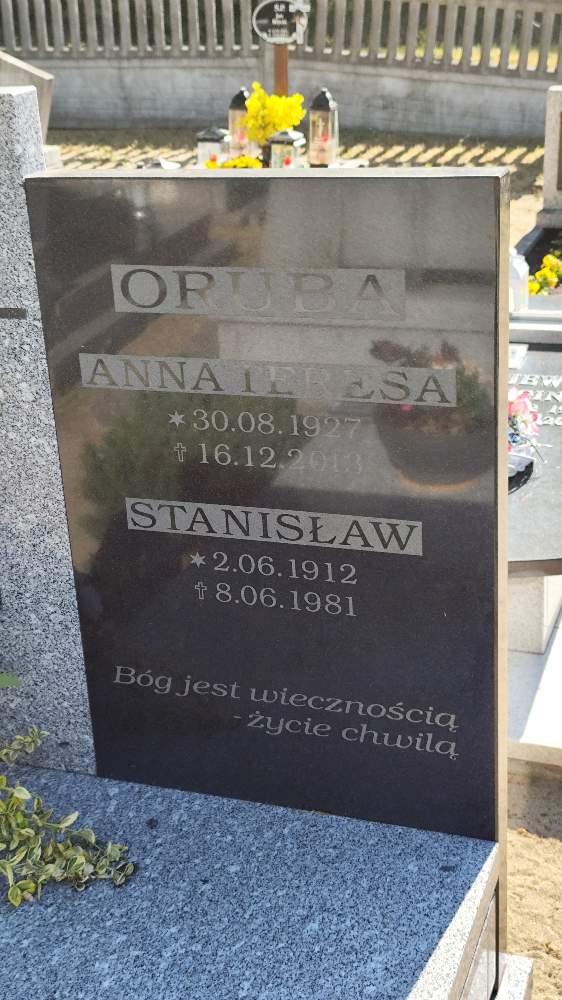 ORUBA
ANNA TERESA
✶ 30.08.1927
✝ 16.12.2013
STANISŁAW
✶ 2.06.1912
✝ 8.06.1981
Bóg jest wiecznością
- życie chwilą